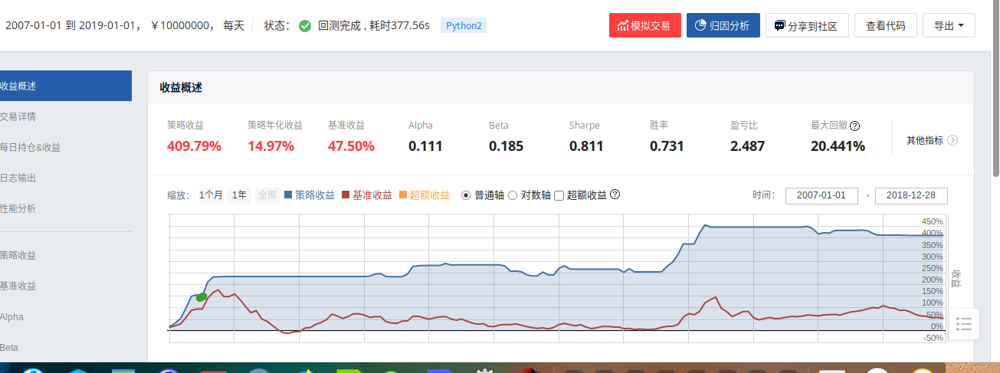 2007-01-01 到 2019-01-01， ￥10000000， 每天 状态： 回测完成 , 耗时377.56s Python2 模拟交易 归因分析 分享到社区 查看代码 导出
收益概述
交易详情
每日持仓&收益
日志输出
性能分析
策略收益
基准收益
Alpha
Beta
收益概述
策略收益 策略年化收益 基准收益 Alpha Beta Sharpe 胜率 盈亏比 最大回撤 ?
409.79% 14.97% 47.50% 0.111 0.185 0.811 0.731 2.487 20.441% 其他指标
缩放： 1个月 1年 全部 策略收益 基准收益 超额收益 普通轴 对数轴 超额收益 ? 时间： 2007-01-01 - 2018-12-28
450%
400%
350%
300%
250%
200%
150%
100%
50%
0%
-50%
收益